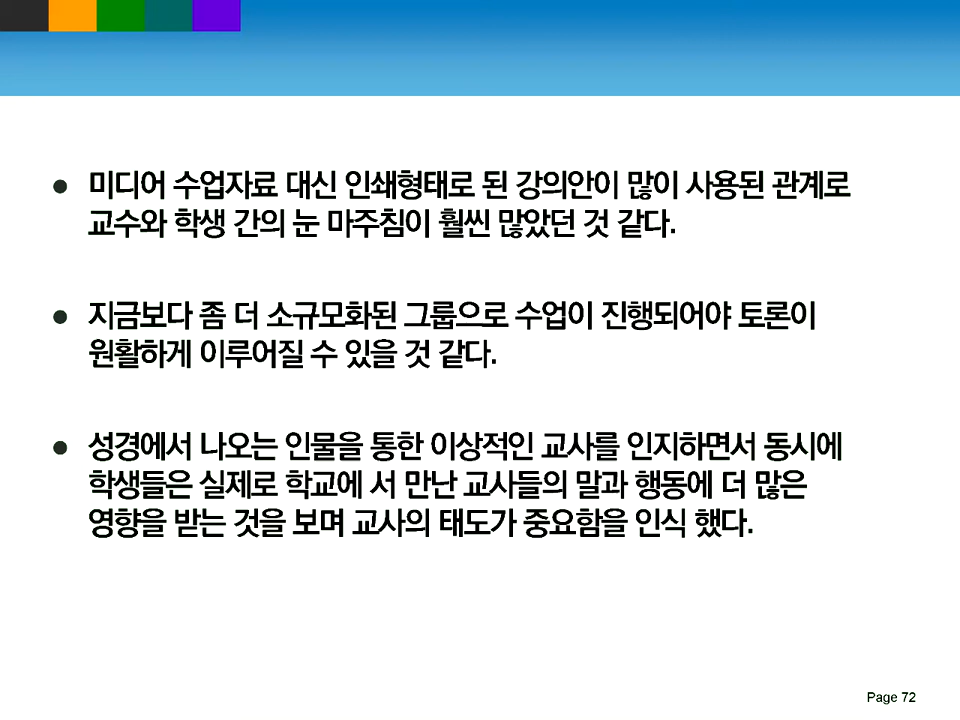 ● 미디어 수업자료 대신 인쇄형태로 된 강의안이 많이 사용된 관계로
교수와 학생 간의 눈 마주침이 훨씬 많았던 것 같다.
● 지금보다 좀 더 소규모화된 그룹으로 수업이 진행되어야 토론이
원활하게 이루어질 수 있을 것 같다.
● 성경에서 나오는 인물을 통한 이상적인 교사를 인지하면서 동시에
학생들은 실제로 학교에 서 만난 교사들의 말과 행동에 더 많은
영향을 받는 것을 보며 교사의 태도가 중요함을 인식 했다.
Page 72